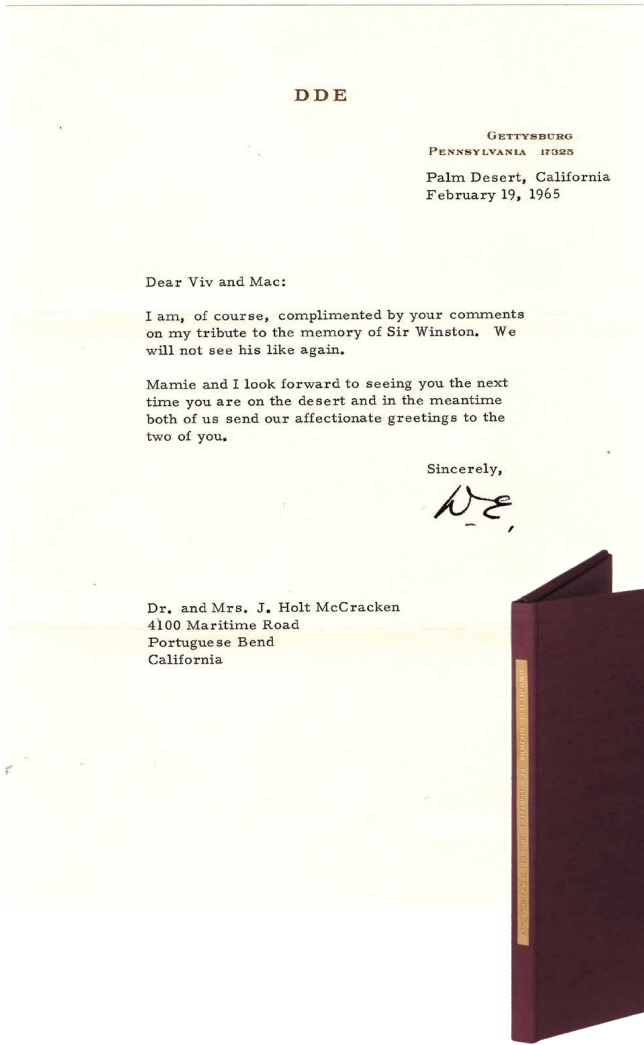 DDE
GETTYSBURG
PENNSYLVANIA 17325
Palm Desert, California
February 19, 1965
Dear Viv and Mac:
I am, of course, complimented by your comments
on my tribute to the memory of Sir Winston. We
will not see his like again.
Mamie and I look forward to seeing you the next
time you are on the desert and in the meantime
both of us send our affectionate greetings to the
two of you.
Sincerely,
D.E.
Dr. and Mrs. J. Holt McCracken
4100 Maritime Road
Portuguese Bend
California